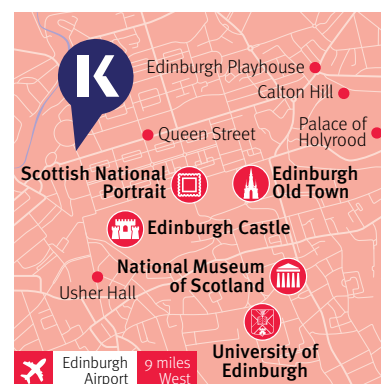 K
Edinburgh Playhouse
Calton Hill
Palace of
Holyrood
Queen Street
Scottish National
Portrait
Edinburgh
Old Town
Edinburgh Castle
National Museum
of Scotland
Usher Hall
University of
Edinburgh
Edinburgh
Airport
9 miles
West